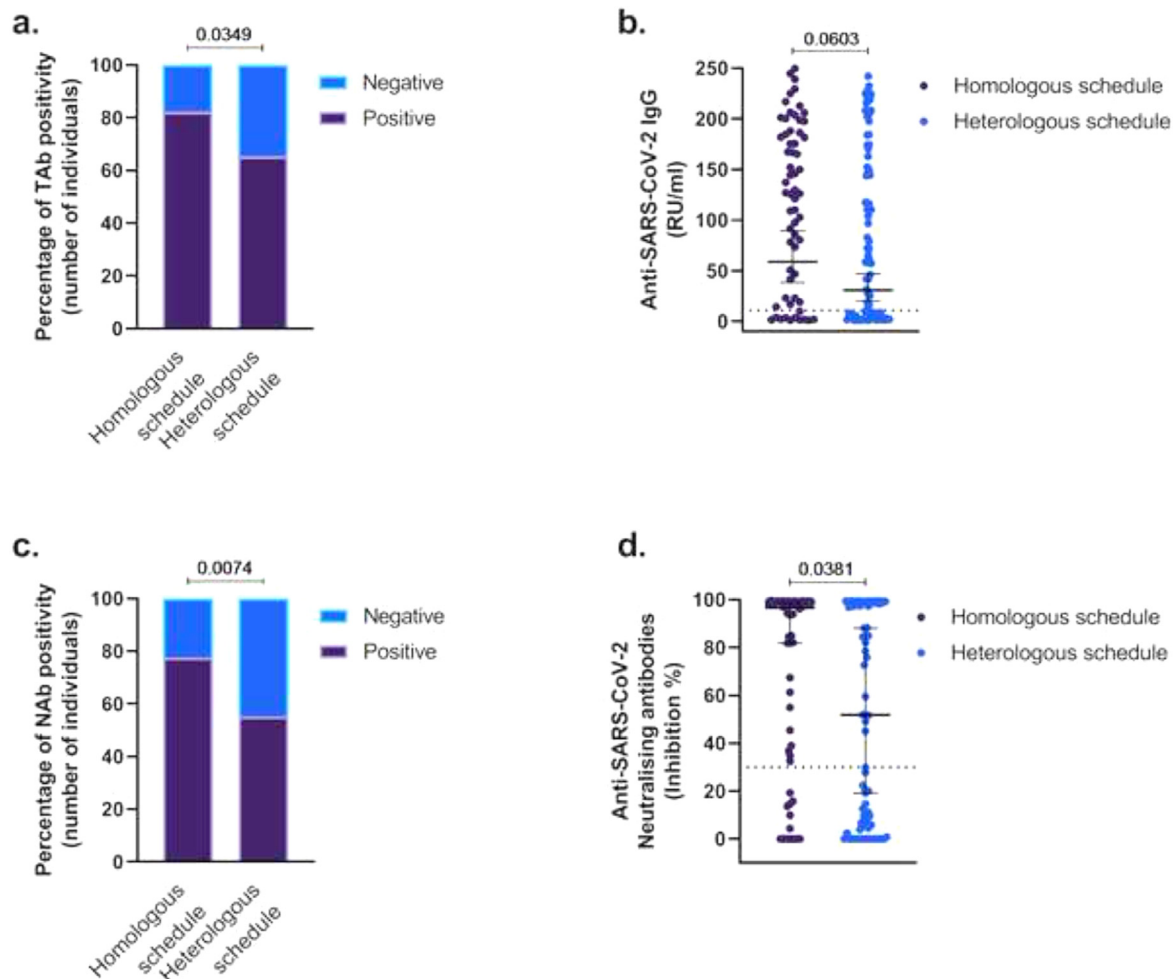 a.
0.0349
Percentage of TAb positivity
(number of individuals)
100
80
60
40
20
0
Homologous
schedule
Heterologous
schedule
Negative
Positive
b.
0.0603
Anti-SARS-CoV-2 IgG
(RU/ml)
250
200
150
100
50
0
Homologous schedule
Heterologous schedule
c.
0.0074
Percentage of NAb positivity
(number of individuals)
100
80
60
40
20
0
Homologous
schedule
Heterologous
schedule
Negative
Positive
d.
0.0381
Anti-SARS-CoV-2
Neutralising antibodies
(Inhibition %)
100
80
60
40
20
0
Homologous schedule
Heterologous schedule